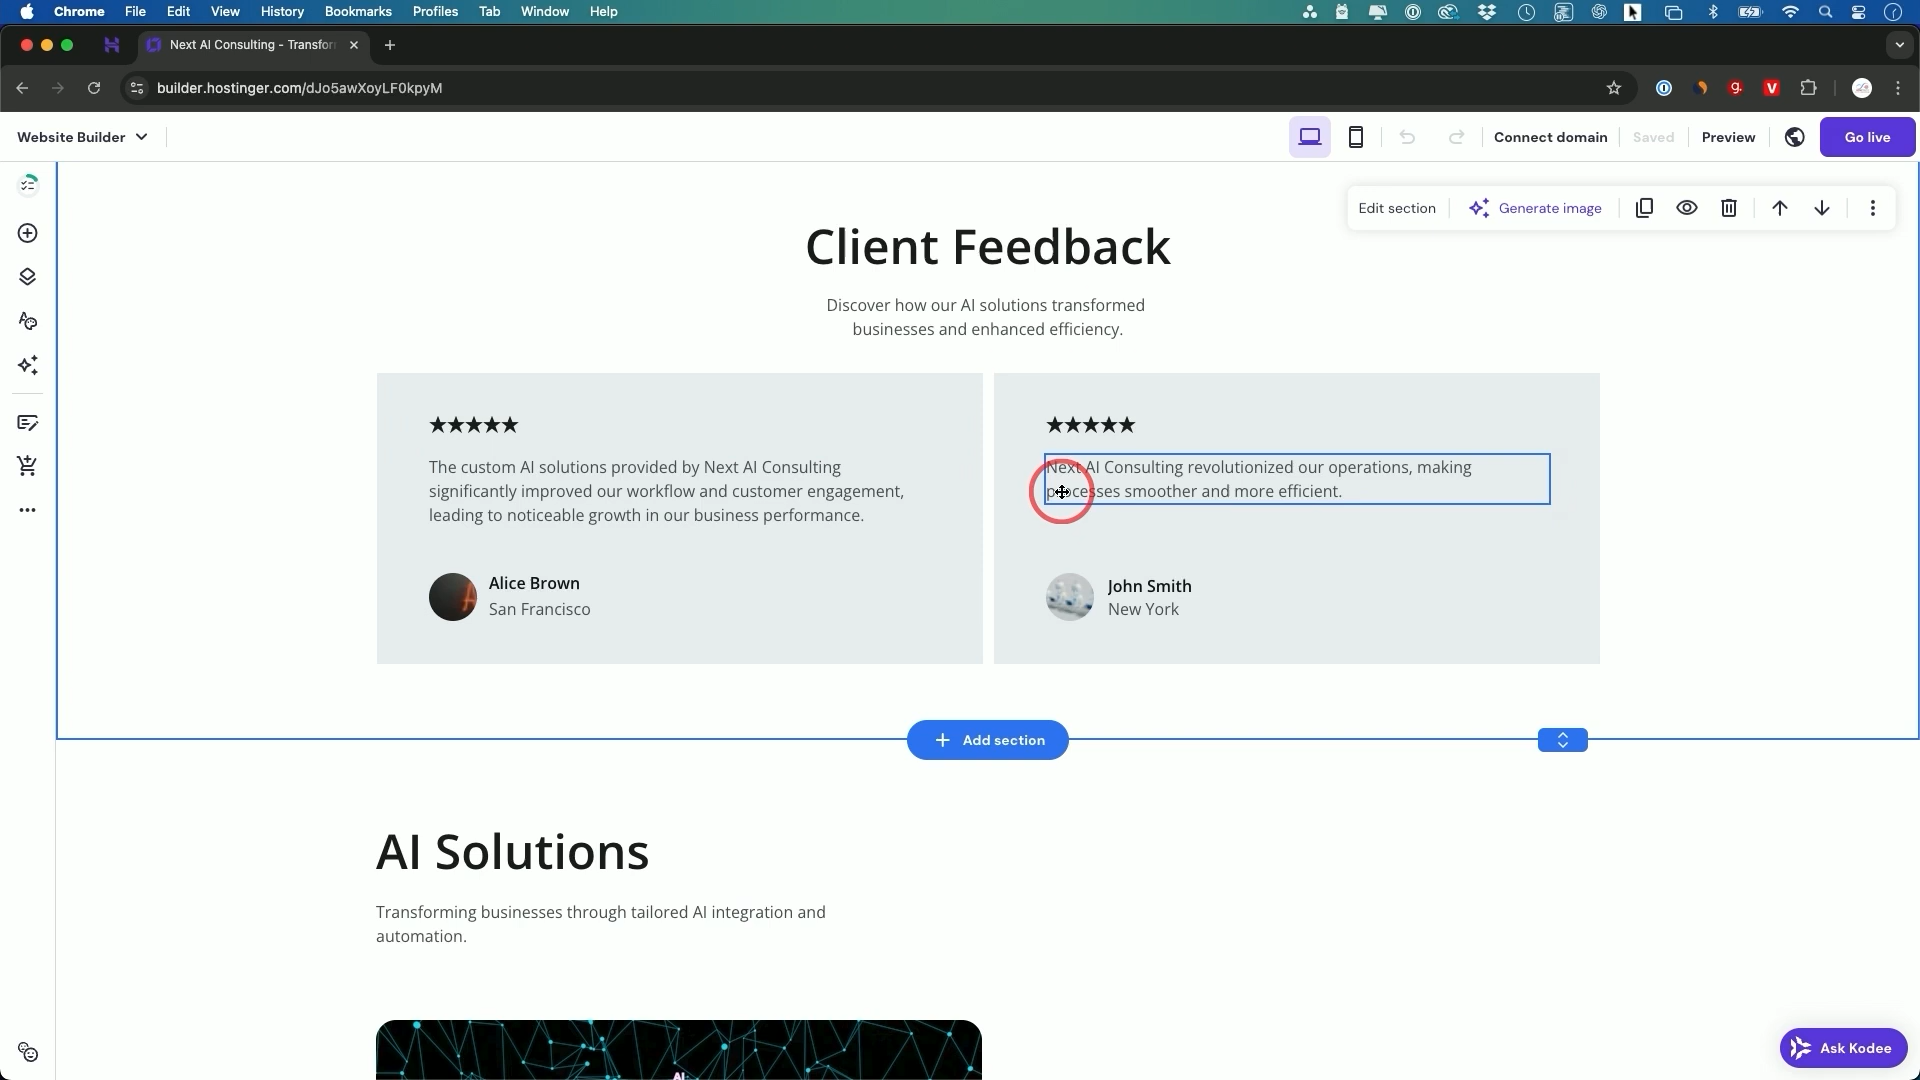 Chrome File Edit View History Bookmarks Profiles Tab Window Help
Next AI Consulting - Transfor
builder.hostinger.com/dJo5awXoyLF0kpyM
Website Builder
Connect domain
Saved
Preview
Go live
Edit section
Generate image
Client Feedback
Discover how our AI solutions transformed
businesses and enhanced efficiency.
★★★★★
The custom AI solutions provided by Next AI Consulting
significantly improved our workflow and customer engagement,
leading to noticeable growth in our business performance.
Alice Brown
San Francisco
★★★★★
Next AI Consulting revolutionized our operations, making
processes smoother and more efficient.
John Smith
New York
Add section
AI Solutions
Transforming businesses through tailored AI integration and
automation.
AI
Ask Kodee